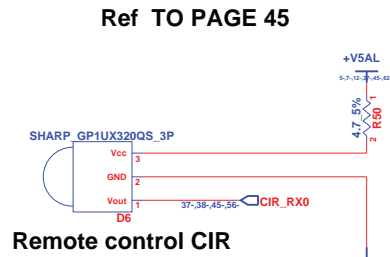 Ref TO PAGE 45
+V5AL
5-,7-,12-,37-,45-,62
4.7_5%
1
R50
2
SHARP_GP1UX320QS_3P
Vcc
3
GND
2
Vout
1
37-,38-,45-,56-
CIR_RX0
D6
Remote control CIR